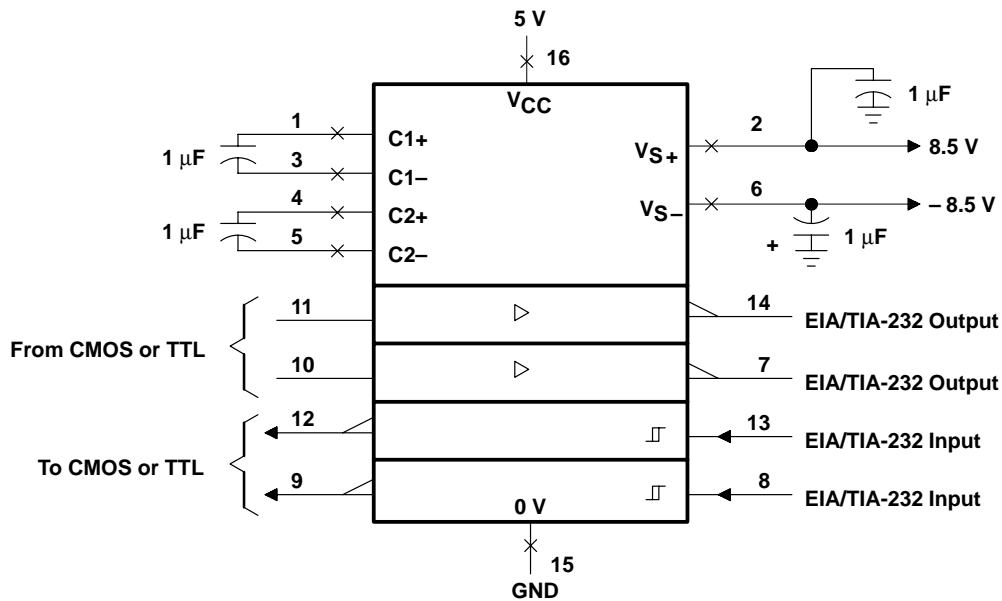 5 V
16
VCC
1
C1+
1 μF
3
C1–
4
C2+
1 μF
5
C2–
VS+
2
1 μF
8.5 V
VS–
6
– 8.5 V
+
1 μF
11
14
EIA/TIA-232 Output
From CMOS or TTL
10
7
EIA/TIA-232 Output
12
13
EIA/TIA-232 Input
To CMOS or TTL
9
8
EIA/TIA-232 Input
0 V
15
GND